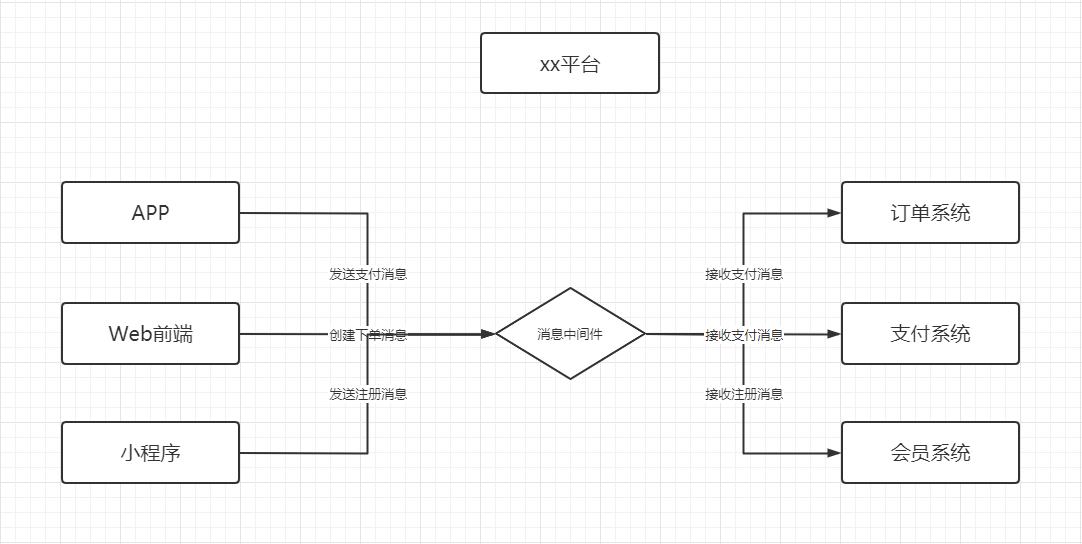 xx平台
APP
订单系统
发送支付消息
接收支付消息
Web前端
创建下单消息
消息中间件
接收支付消息
支付系统
发送注册消息
接收注册消息
小程序
会员系统